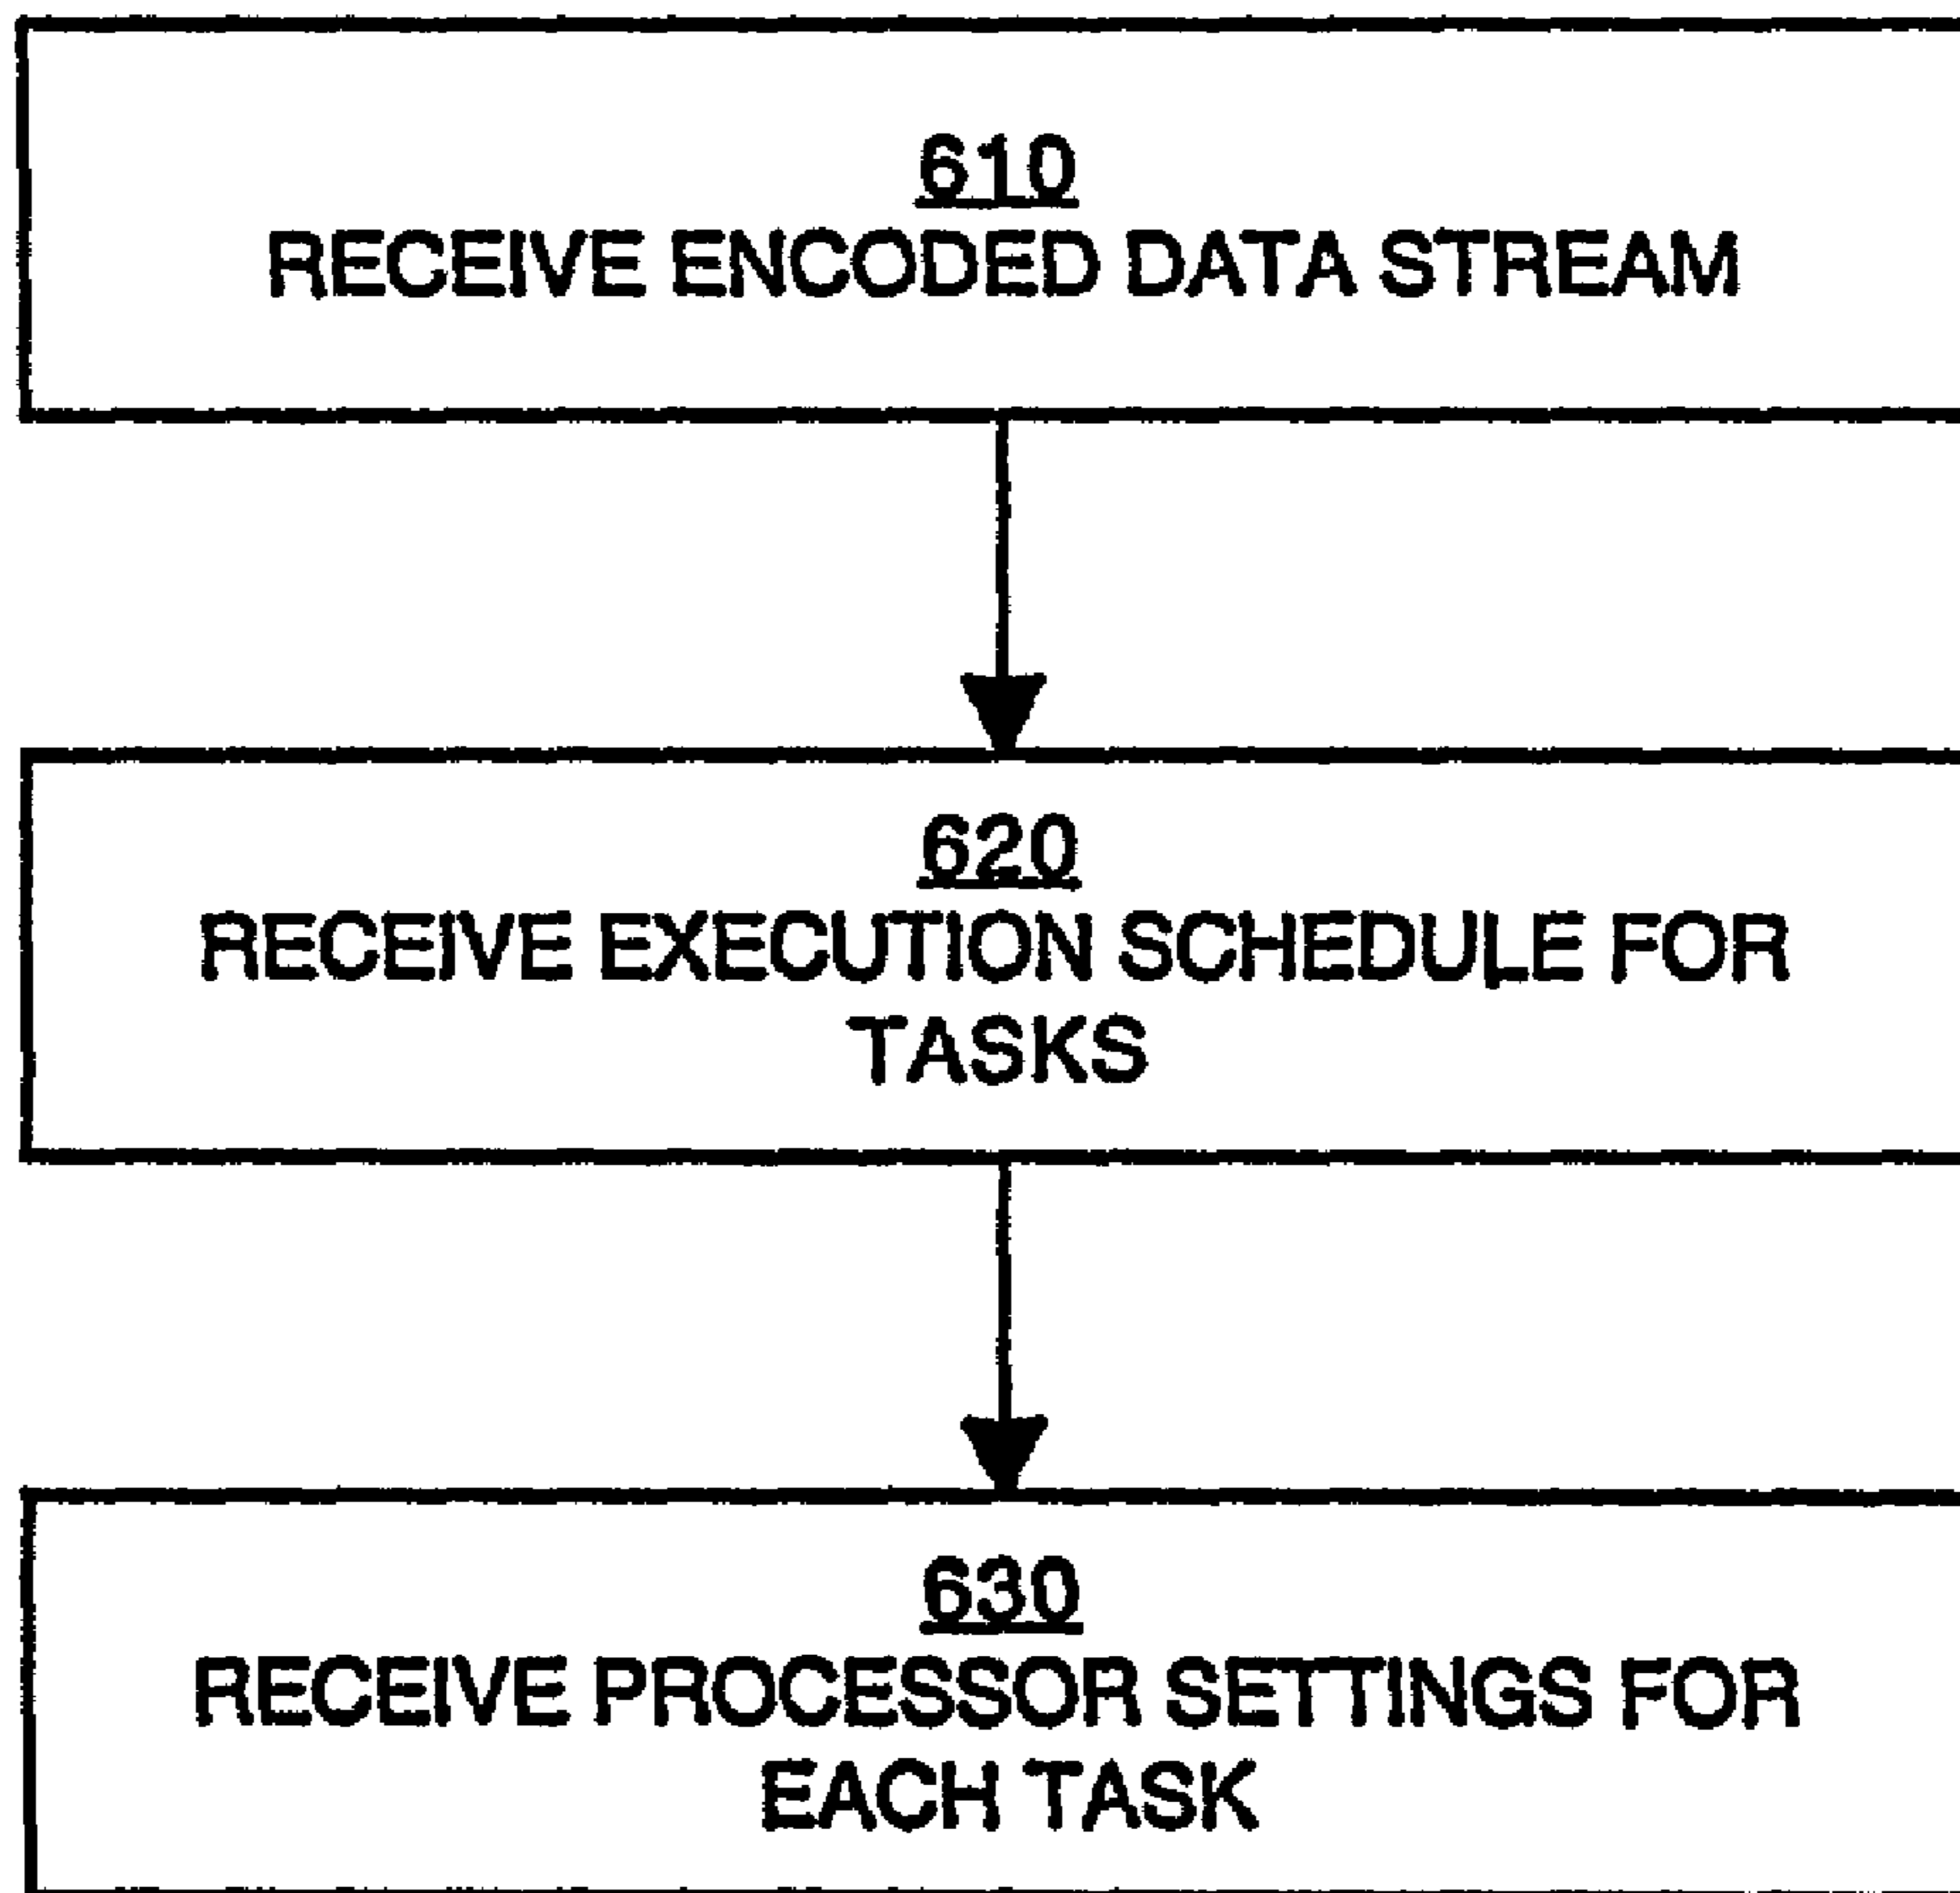 610
RECEIVE ENCODED DATA STREAM
620
RECEIVE EXECUTION SCHEDULE FOR
TASKS
630
RECEIVE PROCESSOR SETTINGS FOR
EACH TASK